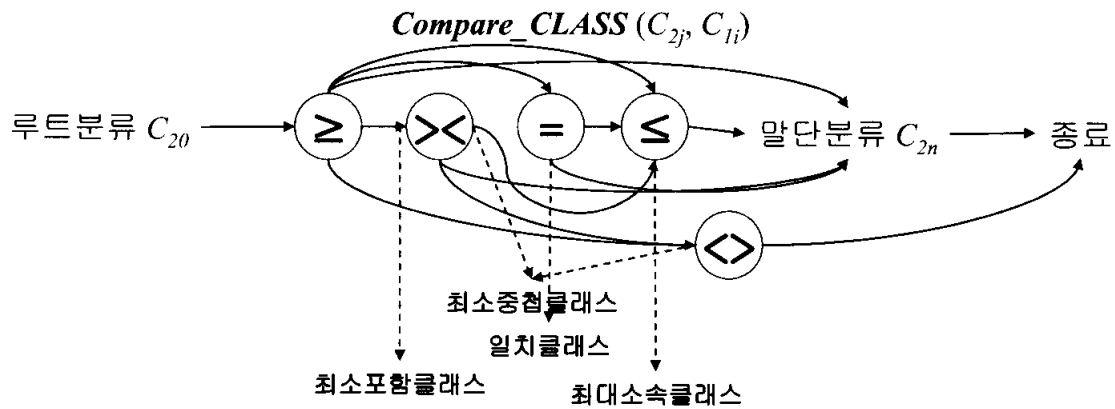 Compare_CLASS (C2j, C1i)
루트분류 C20 ≥ >< = ≤ 말단분류 C2n 종료
<>
최소중첩클래스
일치클래스
최소포함클래스
최대소속클래스